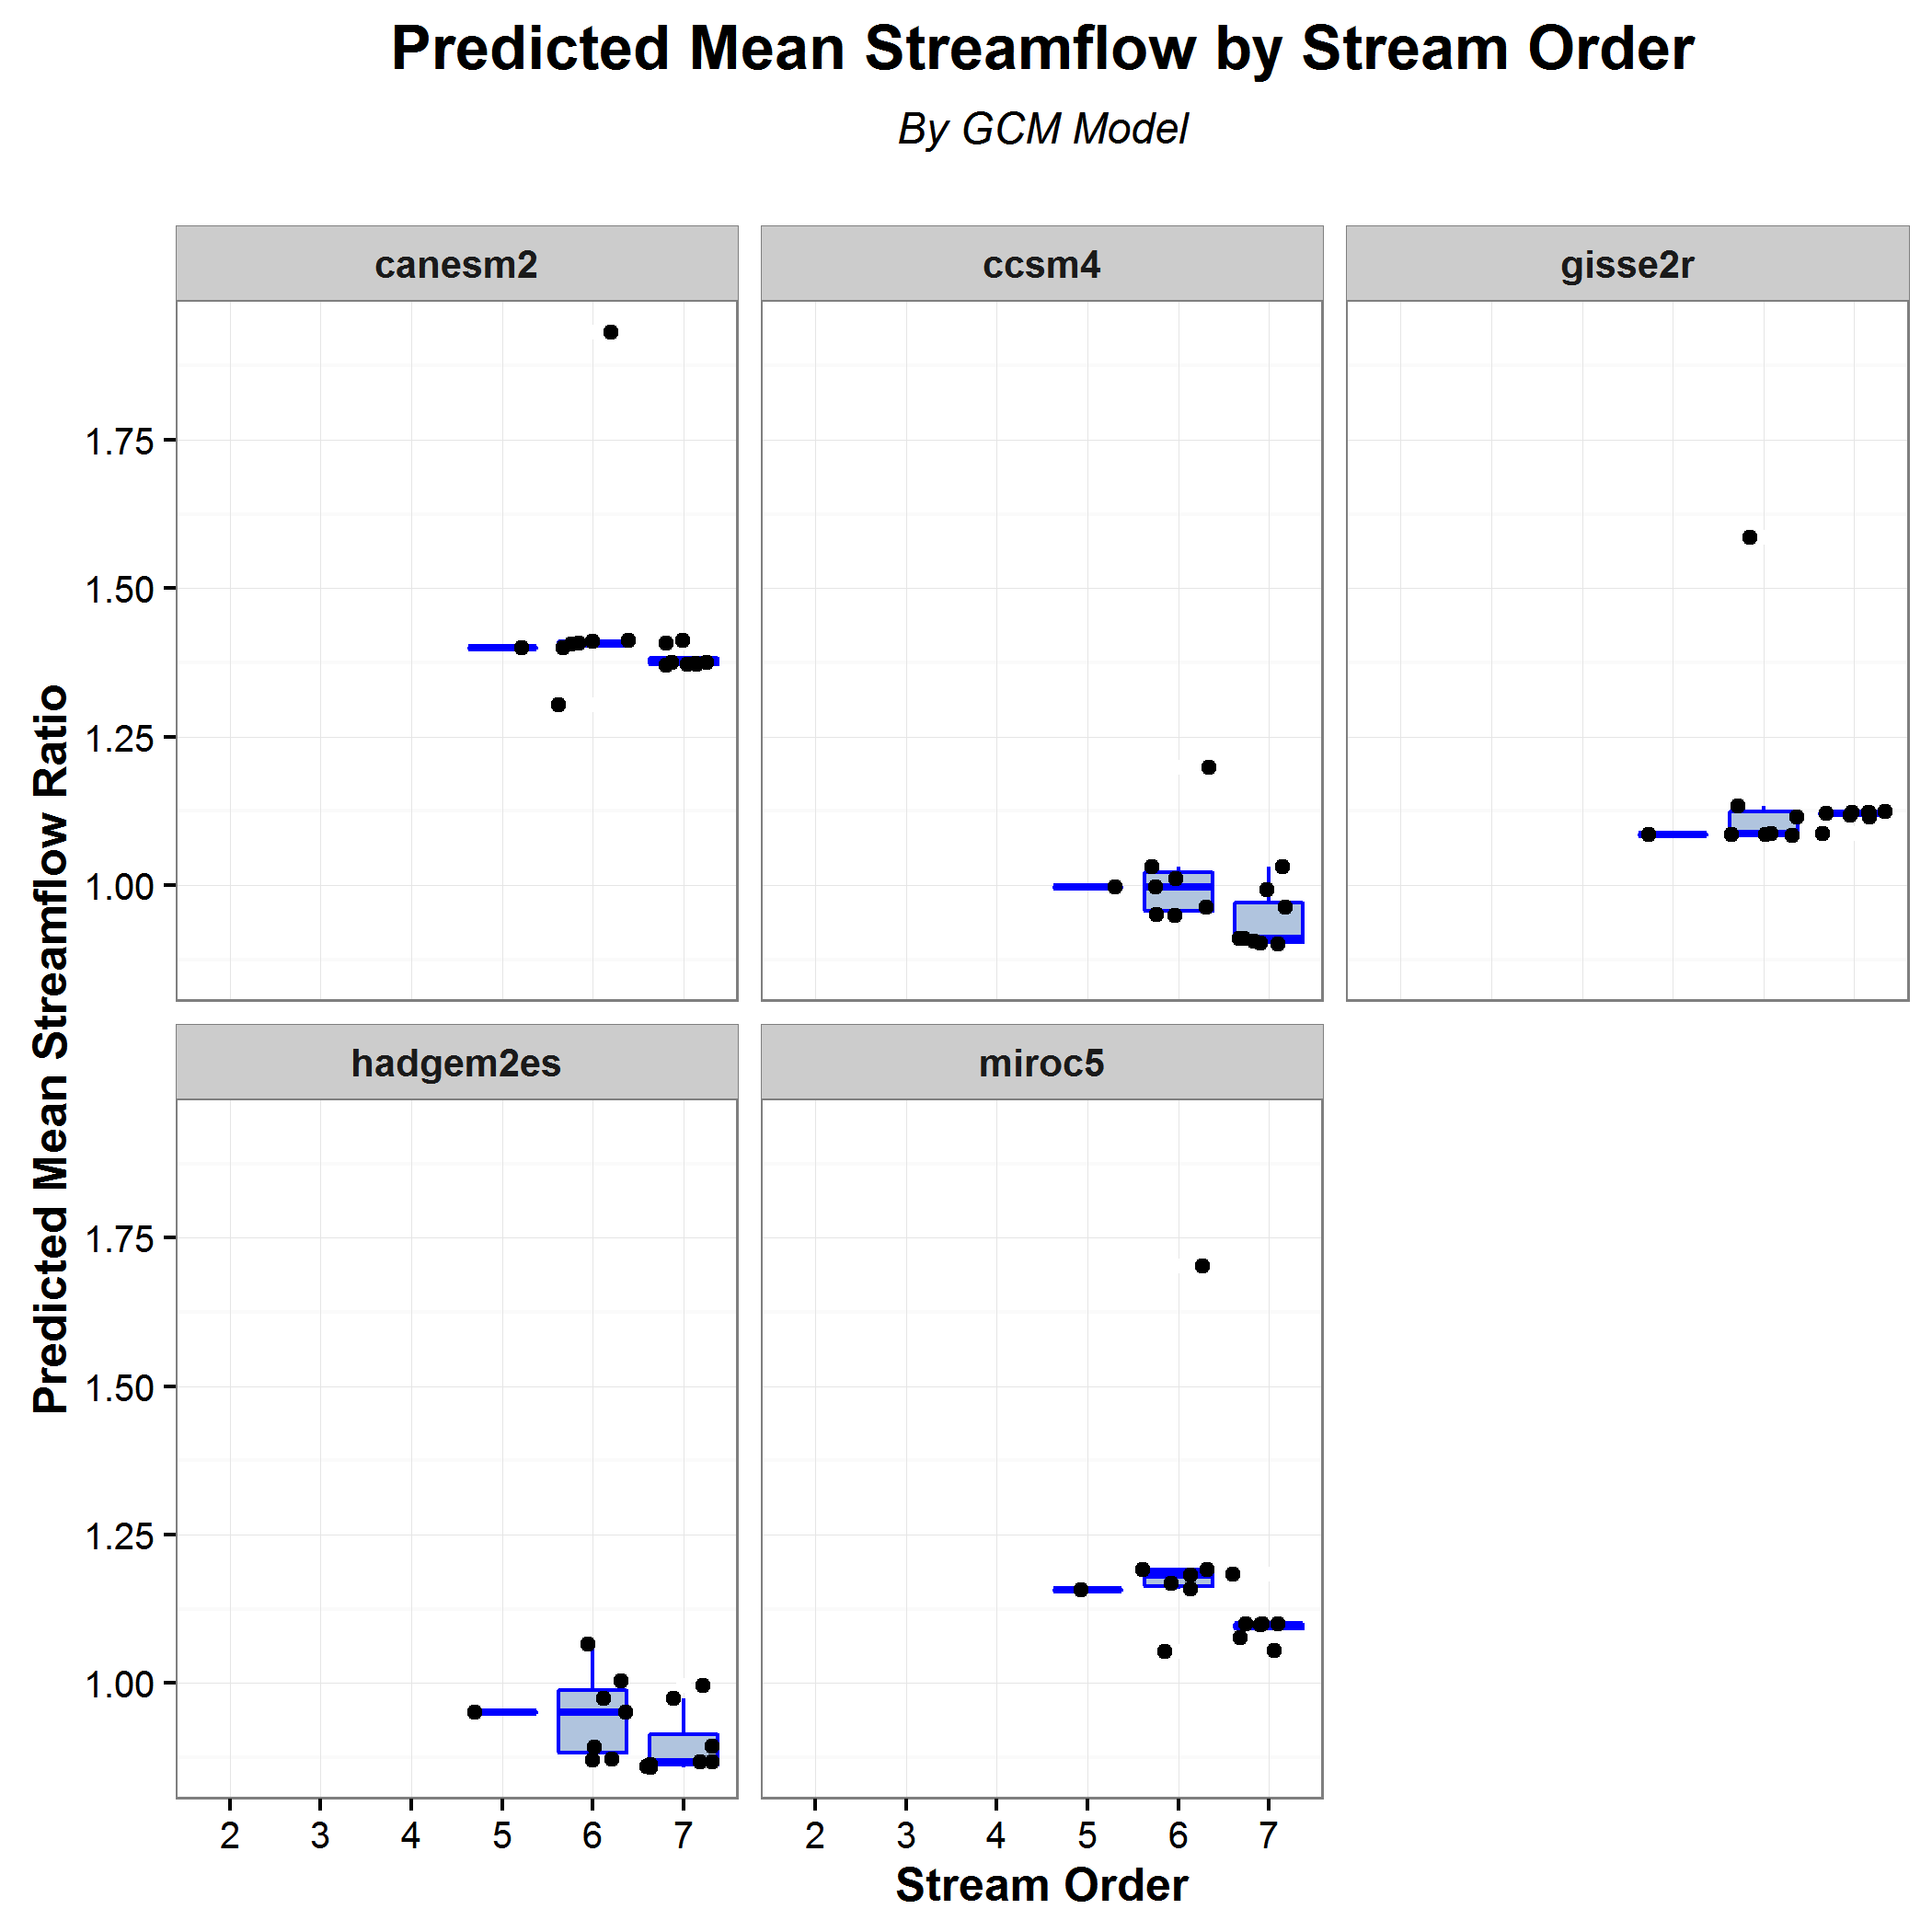 Predicted Mean Streamflow by Stream Order
By GCM Model
canesm2
ccsm4
gisse2r
1.75
1.50
1.25
1.00
hadgem2es
miroc5
1.75
1.50
1.25
1.00
Predicted Mean Streamflow Ratio
2 3 4 5 6 7 2 3 4 5 6 7
Stream Order